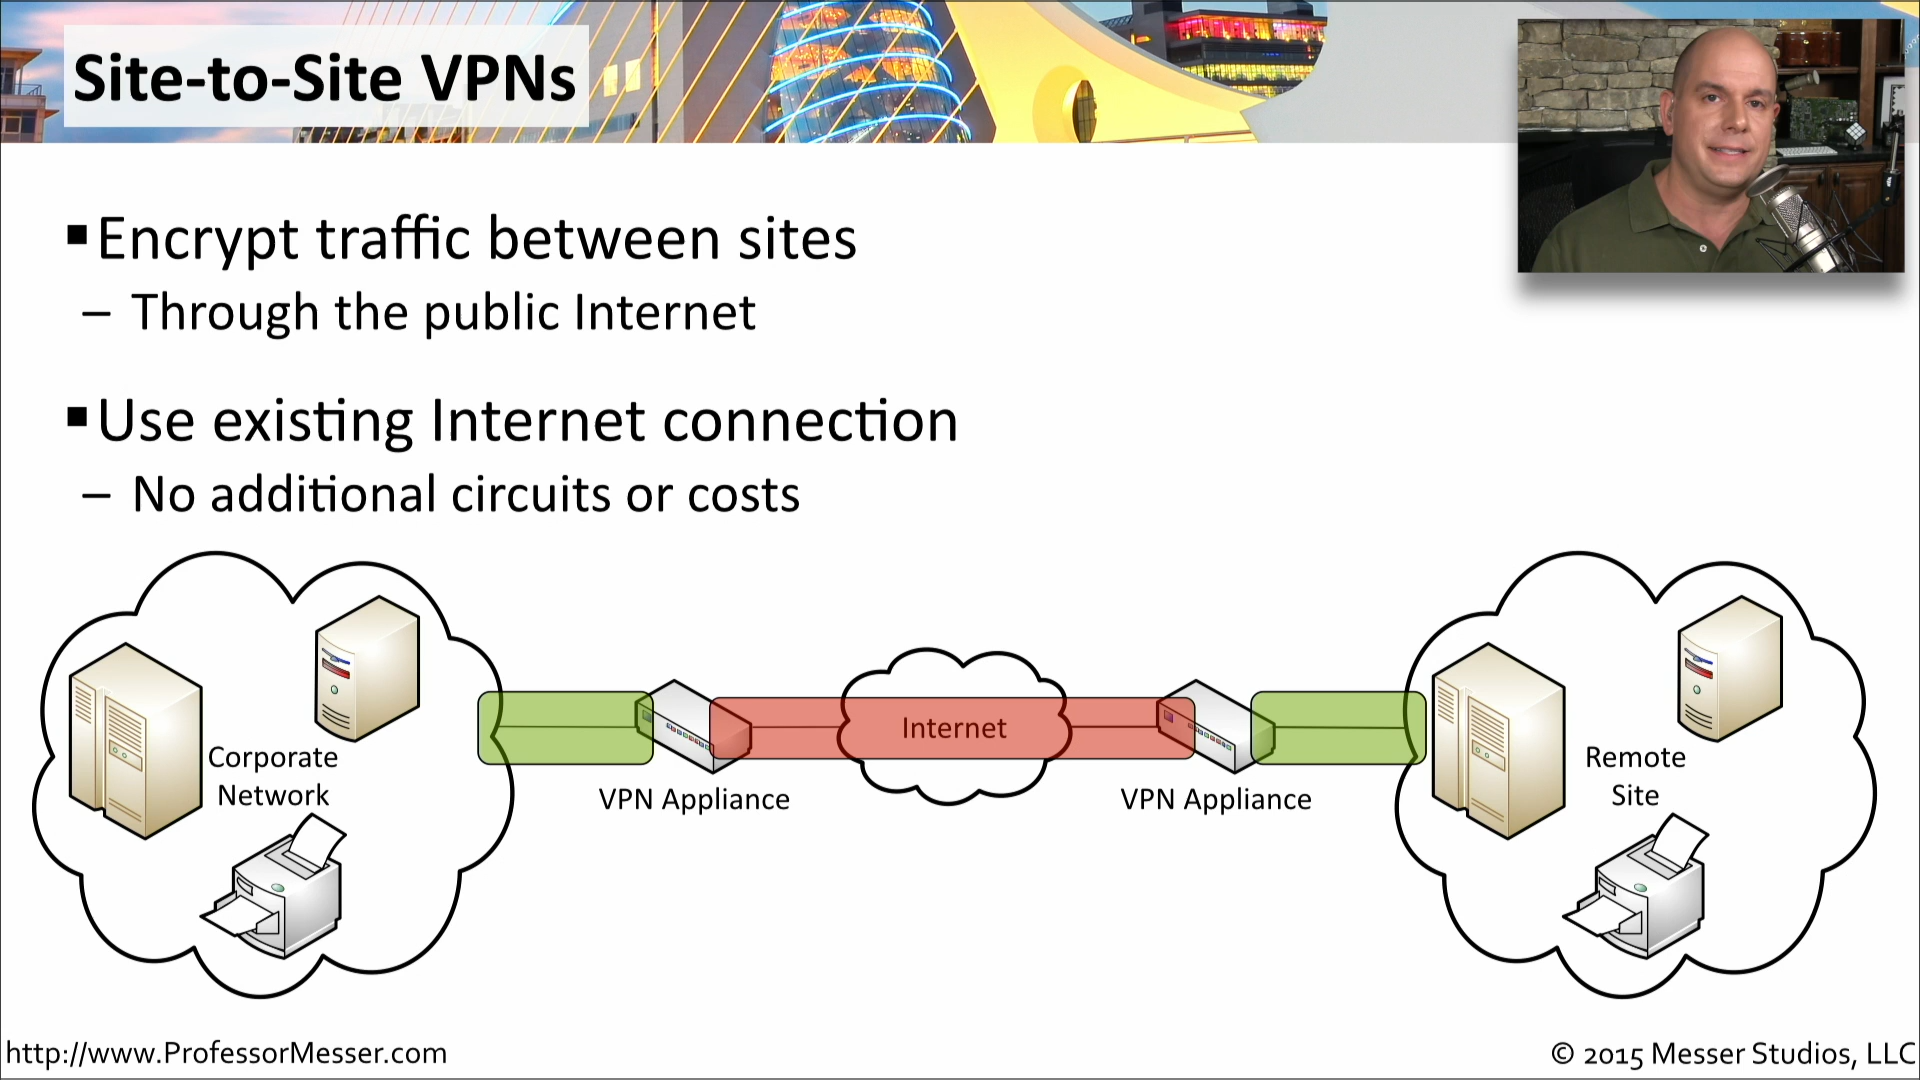 Site-to-Site VPNs
▪Encrypt traffic between sites
– Through the public Internet
▪Use existing Internet connection
– No additional circuits or costs
Corporate
Network
VPN Appliance
Internet
VPN Appliance
Remote
Site
http://www.ProfessorMesser.com
© 2015 Messer Studios, LLC